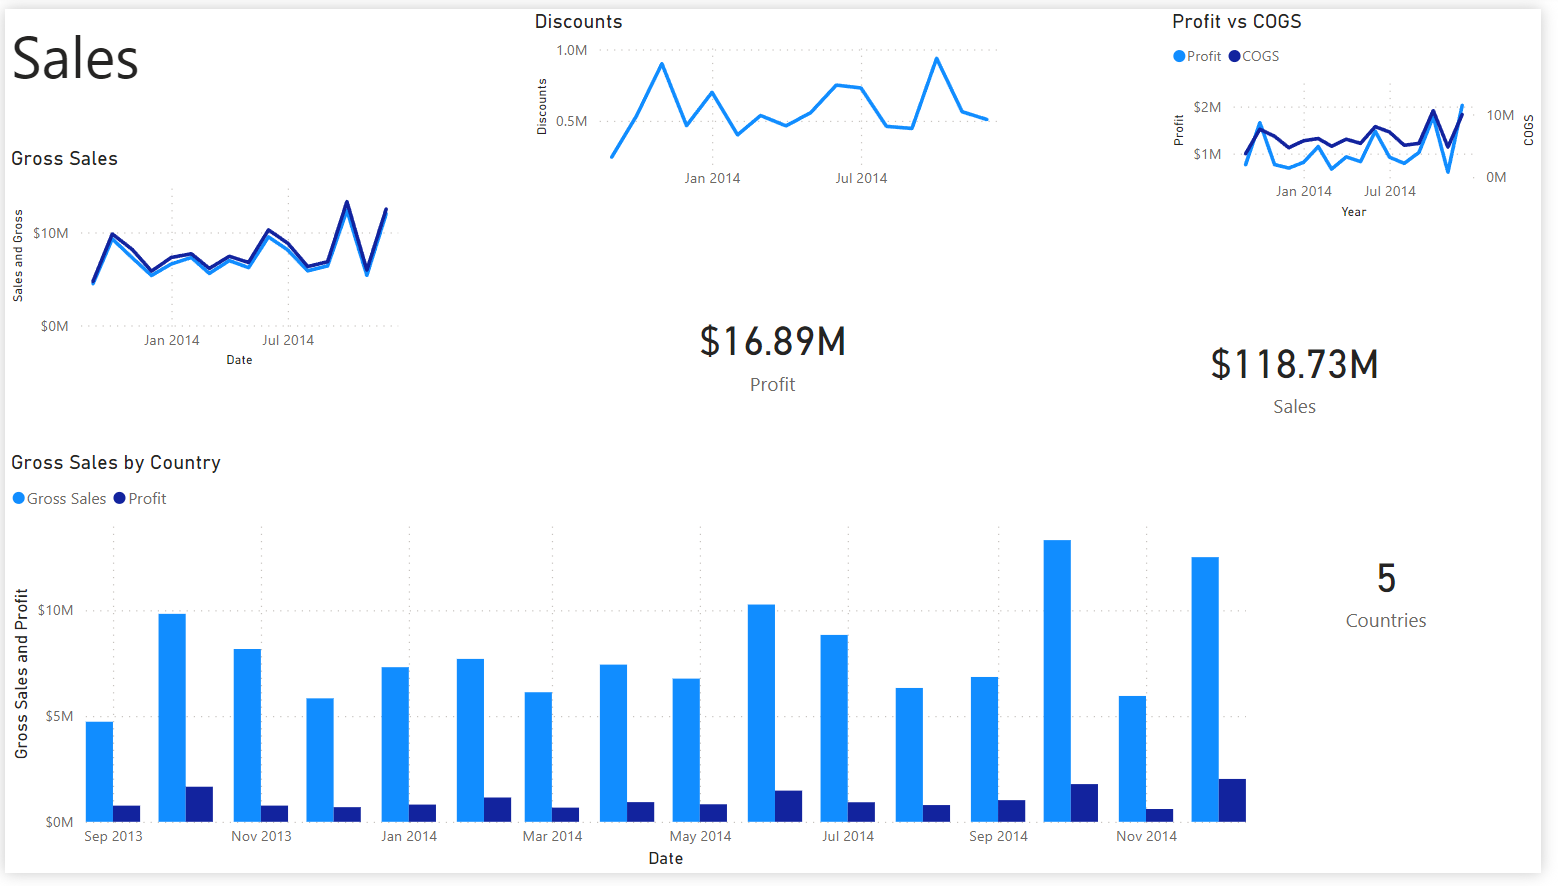 Sales
Gross Sales
Sales and Gross
$10M
$0M
Jan 2014
Jul 2014
Date
Discounts
Discounts
1.0M
0.5M
Jan 2014
Jul 2014
Profit vs COGS
Profit
COGS
Profit
$2M
$1M
10M
0M
COGS
Jan 2014
Jul 2014
Year
$16.89M
Profit
$118.73M
Sales
Gross Sales by Country
Gross Sales
Profit
Gross Sales and Profit
$10M
$5M
$0M
Sep 2013
Nov 2013
Jan 2014
Mar 2014
May 2014
Jul 2014
Sep 2014
Nov 2014
Date
5
Countries